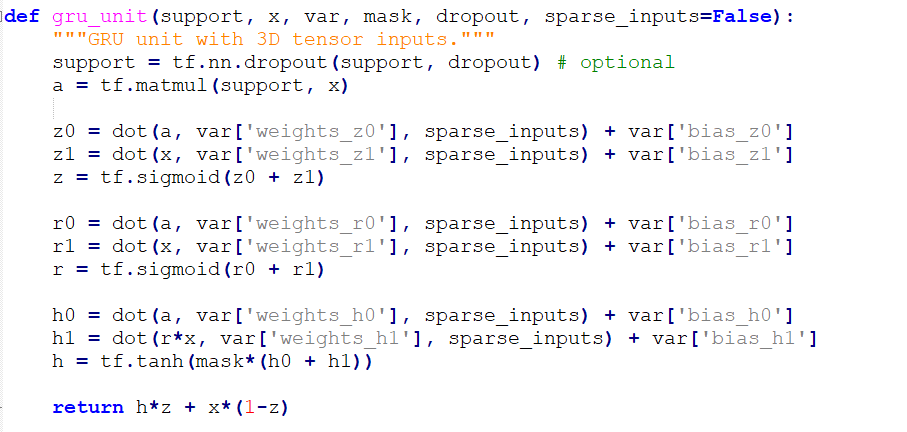 def gru_unit(support, x, var, mask, dropout, sparse_inputs=False):
    """GRU unit with 3D tensor inputs."""
    support = tf.nn.dropout(support, dropout) # optional
    a = tf.matmul(support, x)

    z0 = dot(a, var['weights_z0'], sparse_inputs) + var['bias_z0']
    z1 = dot(x, var['weights_z1'], sparse_inputs) + var['bias_z1']
    z = tf.sigmoid(z0 + z1)

    r0 = dot(a, var['weights_r0'], sparse_inputs) + var['bias_r0']
    r1 = dot(x, var['weights_r1'], sparse_inputs) + var['bias_r1']
    r = tf.sigmoid(r0 + r1)

    h0 = dot(a, var['weights_h0'], sparse_inputs) + var['bias_h0']
    h1 = dot(r*x, var['weights_h1'], sparse_inputs) + var['bias_h1']
    h = tf.tanh(mask*(h0 + h1))

    return h*z + x*(1-z)